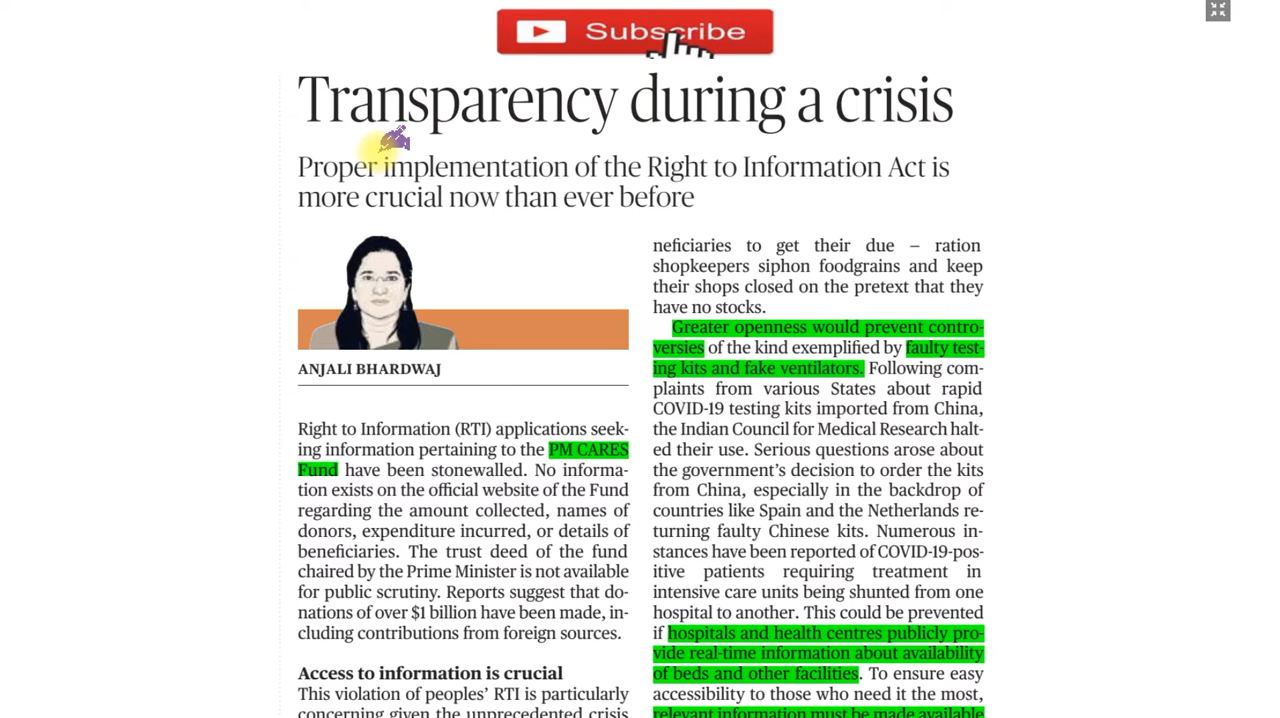 Subscribe
Transparency during a crisis
Proper implementation of the Right to Information Act is
more crucial now than ever before
ANJALI BHARDWAJ
Right to Information (RTI) applications seek-
ing information pertaining to the PM CARES
Fund have been stonewalled. No informa-
tion exists on the official website of the Fund
regarding the amount collected, names of
donors, expenditure incurred, or details of
beneficiaries. The trust deed of the fund
chaired by the Prime Minister is not available
for public scrutiny. Reports suggest that do-
nations of over $1 billion have been made, in-
cluding contributions from foreign sources.
Access to information is crucial
This violation of peoples’ RTI is particularly
concerning given the unprecedented crisis
neficiaries to get their due – ration
shopkeepers siphon foodgrains and keep
their shops closed on the pretext that they
have no stocks.
Greater openness would prevent contro-
versies of the kind exemplified by faulty test-
ing kits and fake ventilators. Following com-
plaints from various States about rapid
COVID-19 testing kits imported from China,
the Indian Council for Medical Research halt-
ed their use. Serious questions arose about
the government’s decision to order the kits
from China, especially in the backdrop of
countries like Spain and the Netherlands re-
turning faulty Chinese kits. Numerous in-
stances have been reported of COVID-19-pos-
itive patients requiring treatment in
intensive care units being shunted from one
hospital to another. This could be prevented
if hospitals and health centres publicly pro-
vide real-time information about availability
of beds and other facilities. To ensure easy
accessibility to those who need it the most,
relevant information must be made available